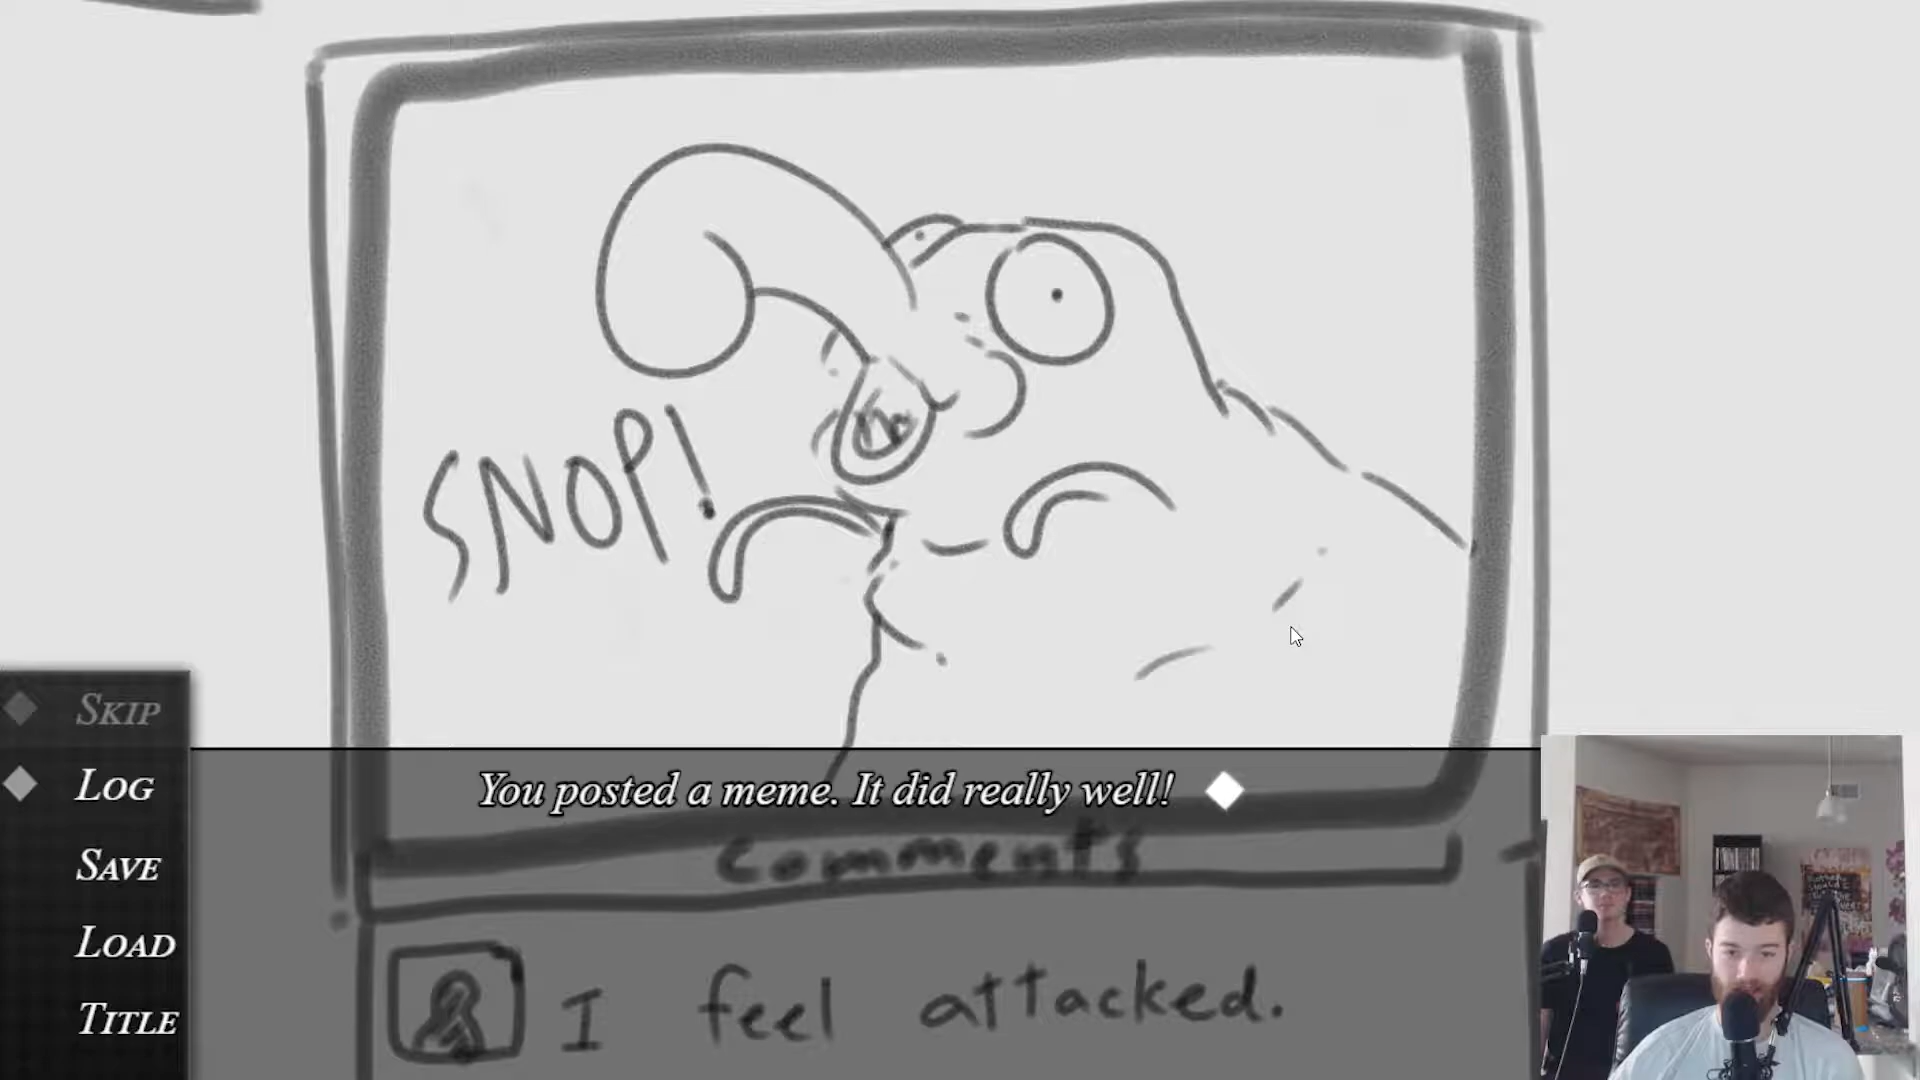 SNOP!
SKIP
You posted a meme. It did really well!
LOG
Comments
SAVE
LOAD
I feel attacked.
TITLE